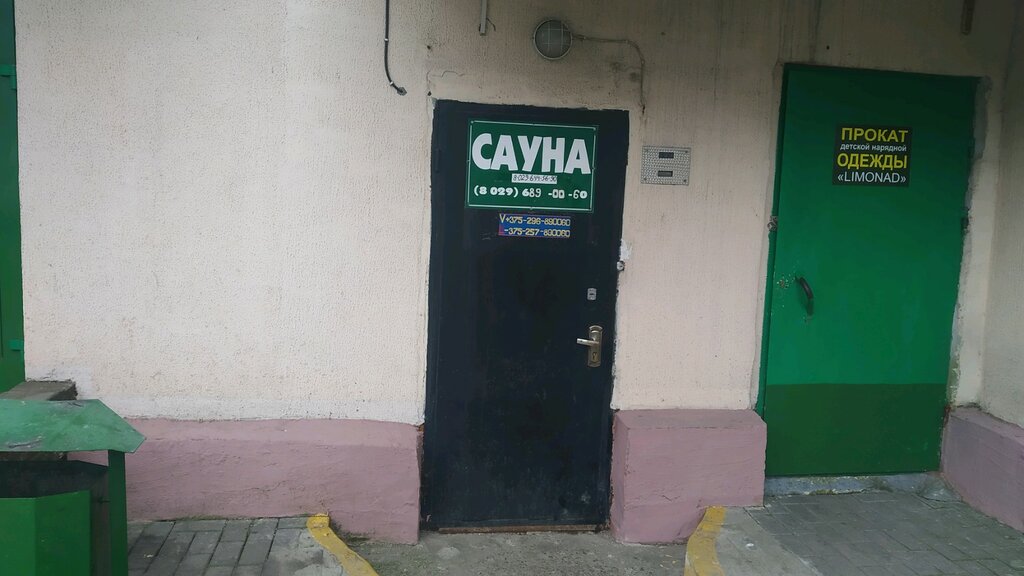 САУНА
(8 029) 689 -00 -60
V+375-296-890060
-375-257-890060
ПРОКАТ
детской нарядной
ОДЕЖДЫ
«LIMONAD»